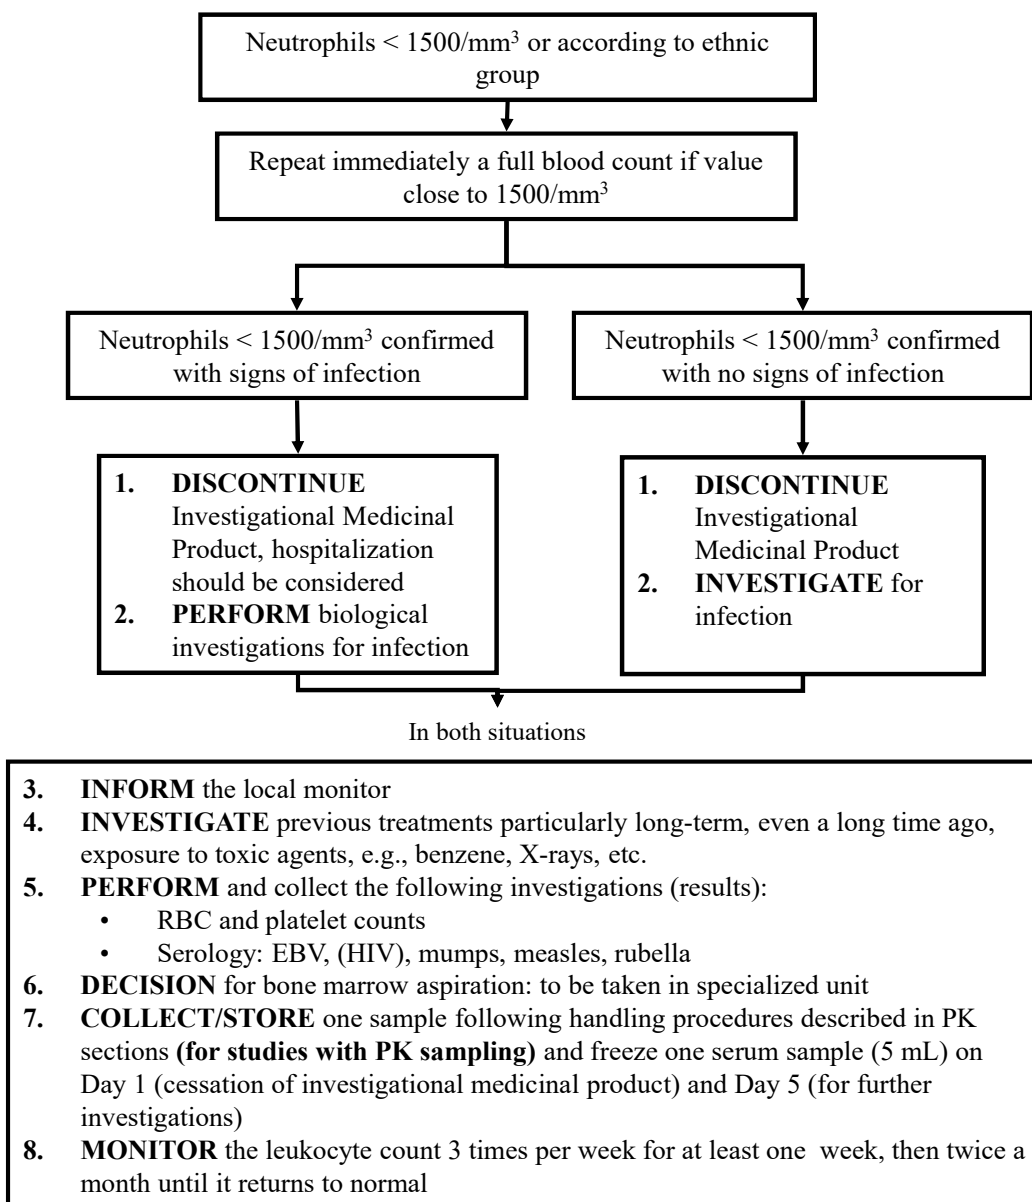 Neutrophils < 1500/mm³ or according to ethnic
group
Repeat immediately a full blood count if value
close to 1500/mm³
Neutrophils < 1500/mm³ confirmed
with signs of infection
Neutrophils < 1500/mm³ confirmed
with no signs of infection
1. DISCONTINUE
Investigational Medicinal
Product, hospitalization
should be considered
2. PERFORM biological
investigations for infection
1. DISCONTINUE
Investigational
Medicinal Product
2. INVESTIGATE for
infection
In both situations
3. INFORM the local monitor
4. INVESTIGATE previous treatments particularly long-term, even a long time ago,
exposure to toxic agents, e.g., benzene, X-rays, etc.
5. PERFORM and collect the following investigations (results):
• RBC and platelet counts
• Serology: EBV, (HIV), mumps, measles, rubella
6. DECISION for bone marrow aspiration: to be taken in specialized unit
7. COLLECT/STORE one sample following handling procedures described in PK
sections (for studies with PK sampling) and freeze one serum sample (5 mL) on
Day 1 (cessation of investigational medicinal product) and Day 5 (for further
investigations)
8. MONITOR the leukocyte count 3 times per week for at least one week, then twice a
month until it returns to normal